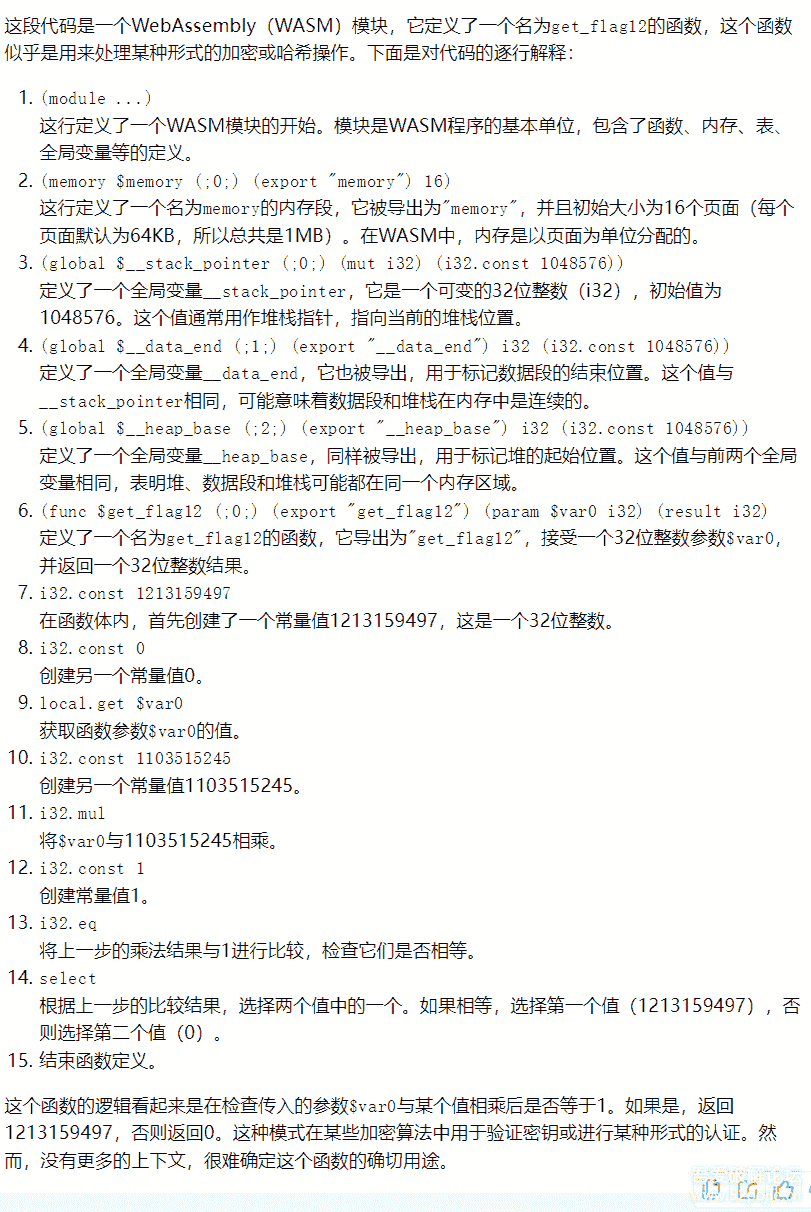 这段代码是一个WebAssembly（WASM）模块，它定义了一个名为get_flag12的函数，这个函数
似乎是用来处理某种形式的加密或哈希操作。下面是对代码的逐行解释：
1. (module ...)
这行定义了一个WASM模块的开始。模块是WASM程序的基本单位，包含了函数、内存、表、
全局变量等的定义。
2. (memory $memory (;0;) (export "memory") 16)
这行定义了一个名为memory的内存段，它被导出为"memory"，并且初始大小为16个页面（每个
页面默认为64KB，所以总共是1MB）。在WASM中，内存是以页面为单位分配的。
3. (global $__stack_pointer (;0;) (mut i32) (i32.const 1048576))
定义了一个全局变量__stack_pointer，它是一个可变的32位整数（i32），初始值为
1048576。这个值通常用作堆栈指针，指向当前的堆栈位置。
4. (global $__data_end (;1;) (export "__data_end") i32 (i32.const 1048576))
定义了一个全局变量__data_end，它也被导出，用于标记数据段的结束位置。这个值与
__stack_pointer相同，可能意味着数据段和堆栈在内存中是连续的。
5. (global $__heap_base (;2;) (export "__heap_base") i32 (i32.const 1048576))
定义了一个全局变量__heap_base，同样被导出，用于标记堆的起始位置。这个值与前两个全局
变量相同，表明堆、数据段和堆栈可能都在同一个内存区域。
6. (func $get_flag12 (;0;) (export "get_flag12") (param $var0 i32) (result i32)
定义了一个名为get_flag12的函数，它导出为"get_flag12"，接受一个32位整数参数$var0，
并返回一个32位整数结果。
7. i32.const 1213159497
在函数体内，首先创建了一个常量值1213159497，这是一个32位整数。
8. i32.const 0
创建另一个常量值0。
9. local.get $var0
获取函数参数$var0的值。
10. i32.const 1103515245
创建另一个常量值1103515245。
11. i32.mul
将$var0与1103515245相乘。
12. i32.const 1
创建常量值1。
13. i32.eq
将上一步的乘法结果与1进行比较，检查它们是否相等。
14. select
根据上一步的比较结果，选择两个值中的一个。如果相等，选择第一个值（1213159497），否
则选择第二个值（0）。
15. 结束函数定义。
这个函数的逻辑看起来是在检查传入的参数$var0与某个值相乘后是否等于1。如果是，返回
1213159497，否则返回0。这种模式在某些加密算法中用于验证密钥或进行某种形式的认证。然
而，没有更多的上下文，很难确定这个函数的确切用途。